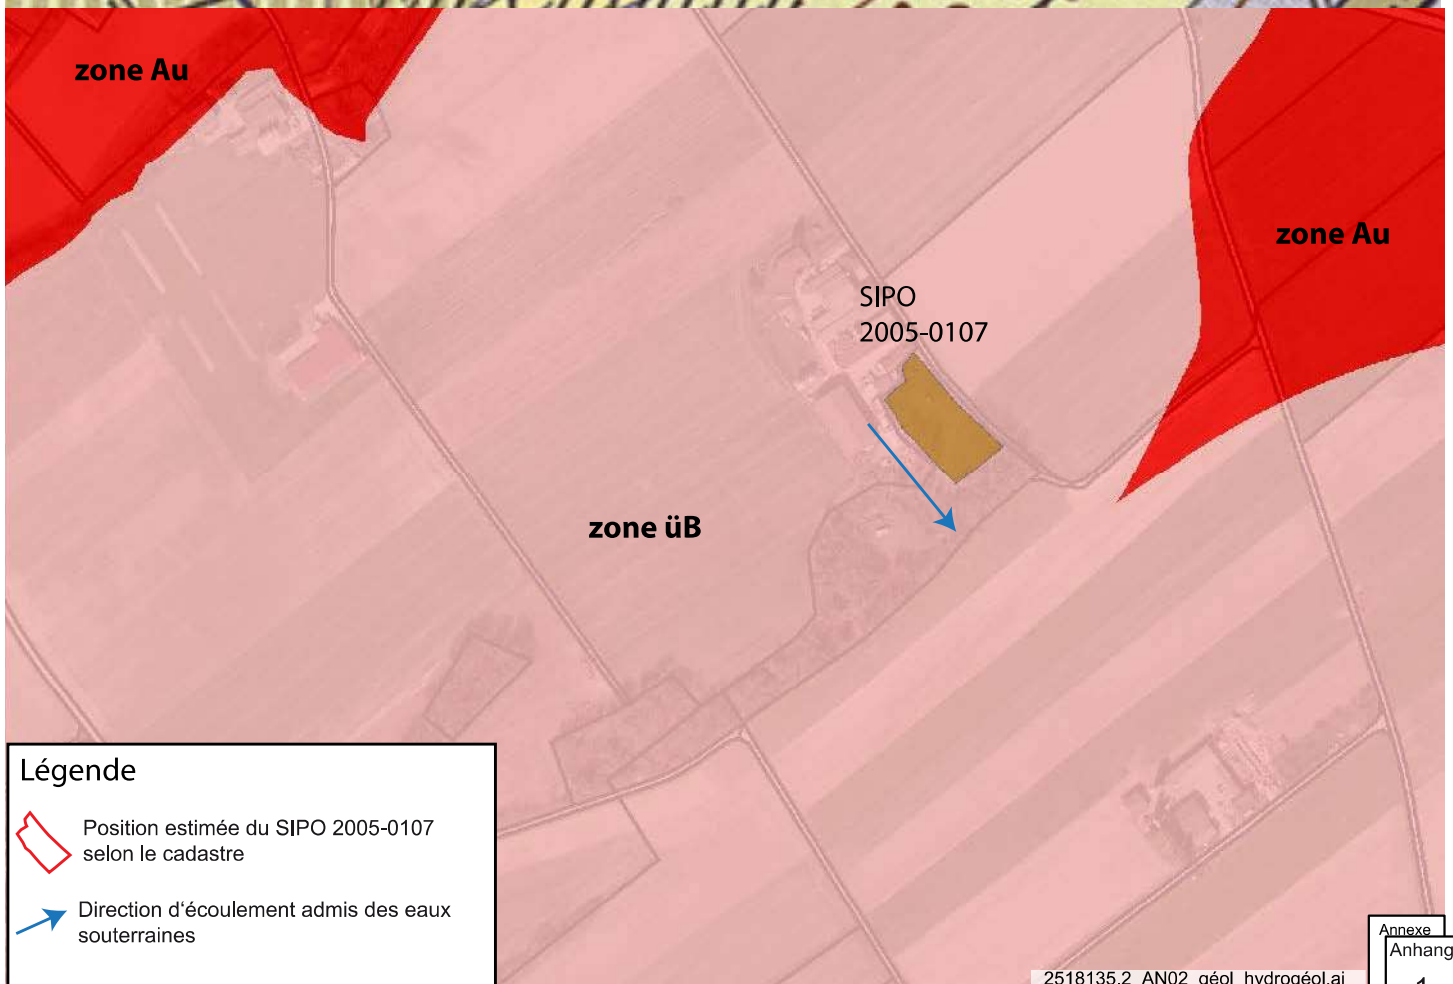 zone Au
zone Au
SIPO
2005-0107
zone üB
Légende
Position estimée du SIPO 2005-0107
selon le cadastre
Direction d‘écoulement admis des eaux
souterraines
Annexe
Anhang
2518135.2_AN02_géol_hydrogéol.ai